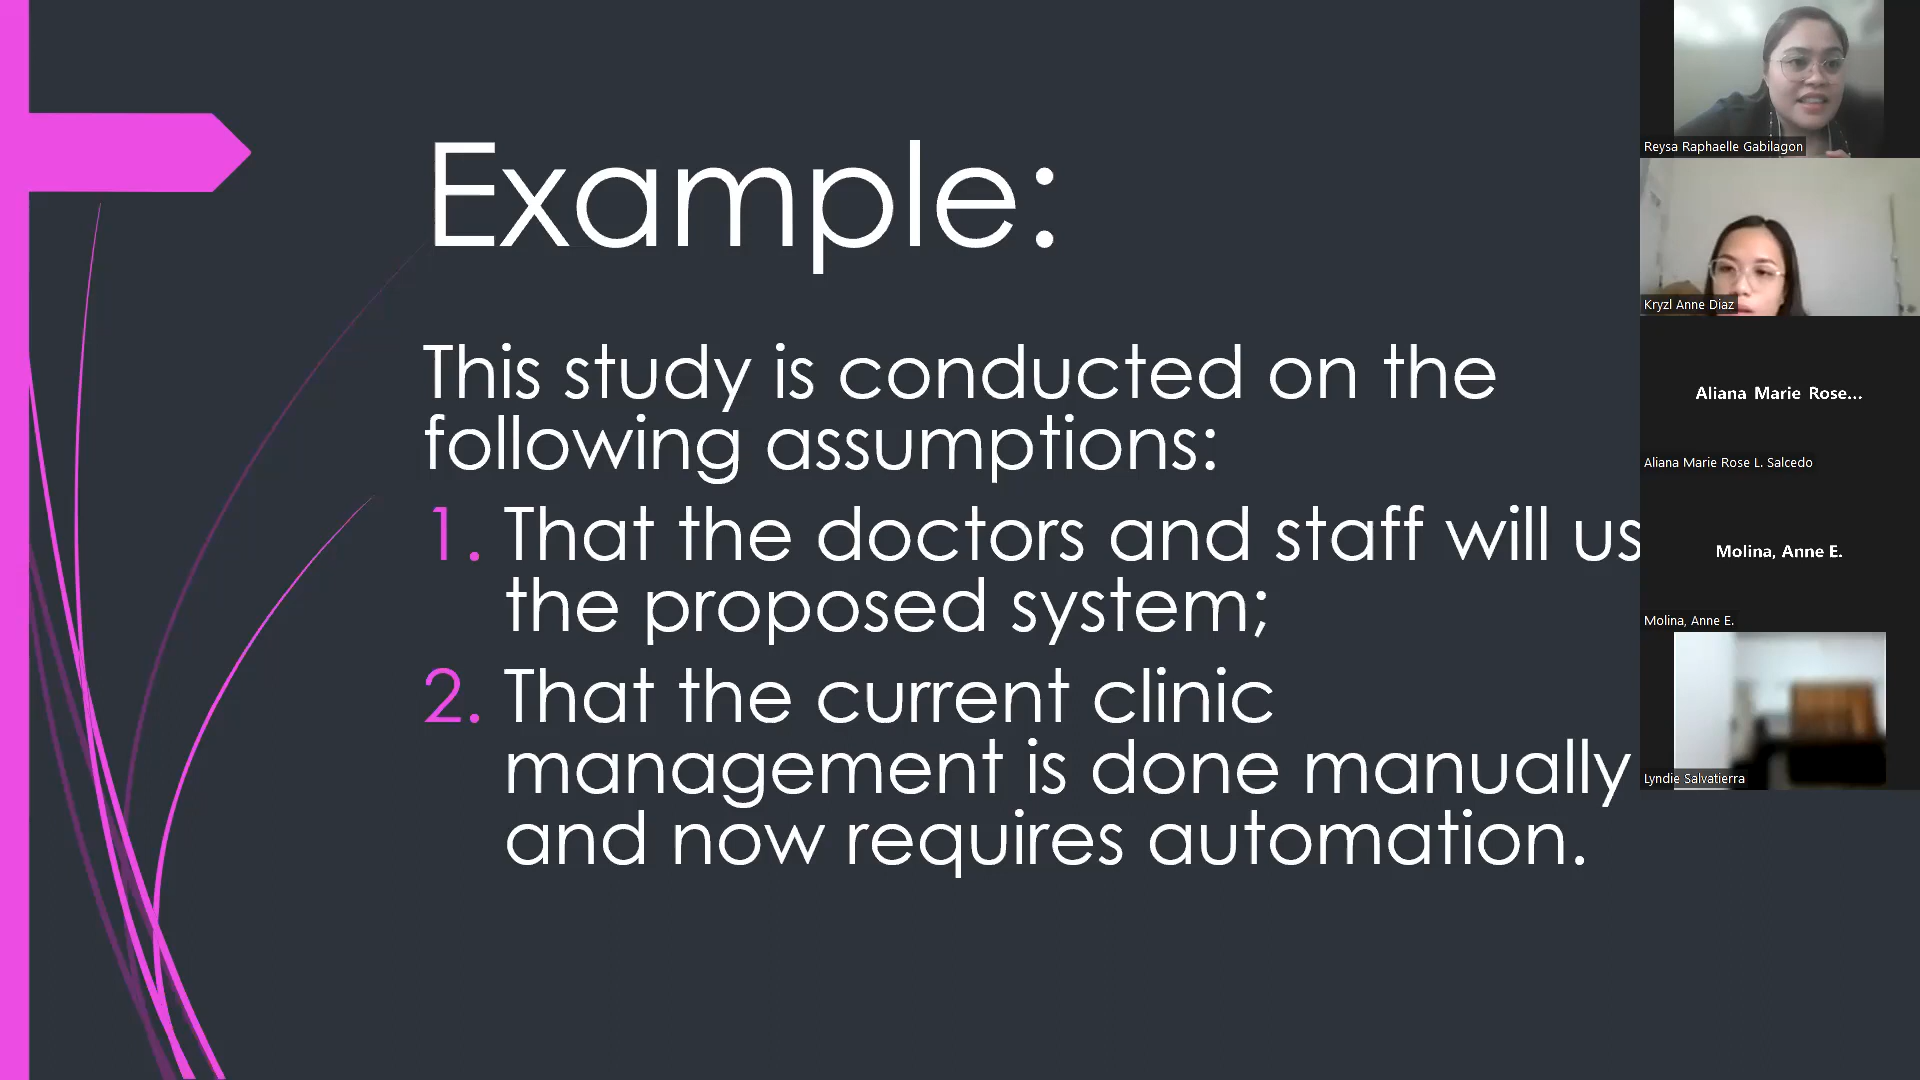 Example:
This study is conducted on the
following assumptions:
1. That the doctors and staff will us
the proposed system;
2. That the current clinic
management is done manually
and now requires automation.
Reysa Raphaelle Gabilagon
Kryzl Anne Diaz
Aliana Marie Rose...
Aliana Marie Rose L. Salcedo
Molina, Anne E.
Molina, Anne E.
Lyndie Salvatierra